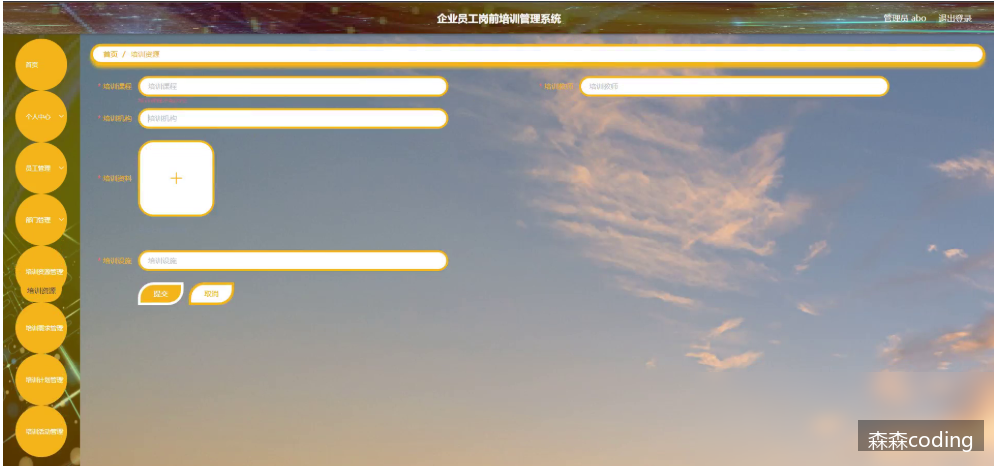 企业员工岗前培训管理系统
管理员 abo 退出登录
首页 / 培训资源
首页
个人中心
员工管理
部门经理
培训资源管理
培训资源
培训需求管理
培训计划管理
培训活动管理
* 培训课程 培训课程
培训教师 培训教师
* 培训机构 培训机构
* 培训资料
+
* 培训设施 培训设施
提交 取消
森森coding